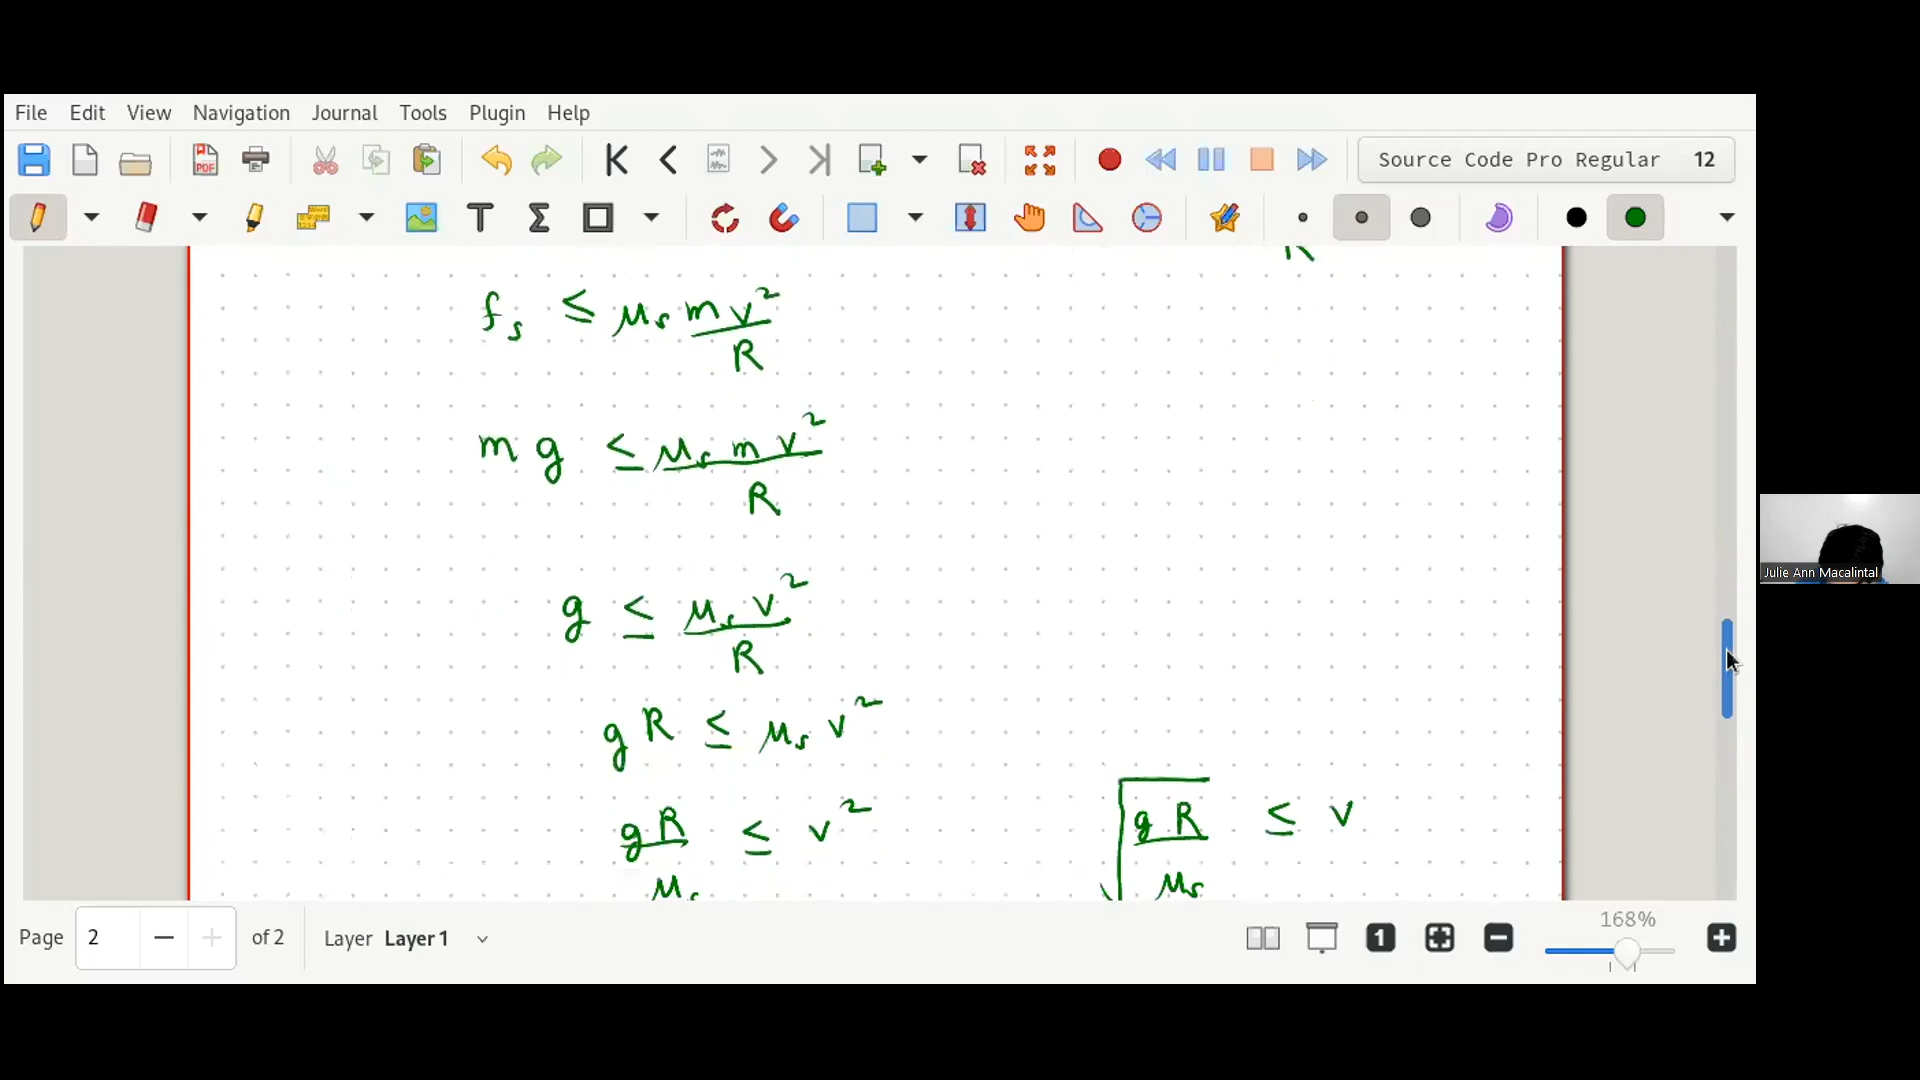 File Edit View Navigation Journal Tools Plugin Help
Source Code Pro Regular 12
R
f_s ≤ μ_s mv²/R
mg ≤ μ_s m v²/R
g ≤ μ_s v²/R
gR ≤ μ_s v²
gR/μ_s ≤ v²
√(gR/μ_s) ≤ v
Julie Ann Macalintal
168%
Page 2 of 2 Layer Layer 1